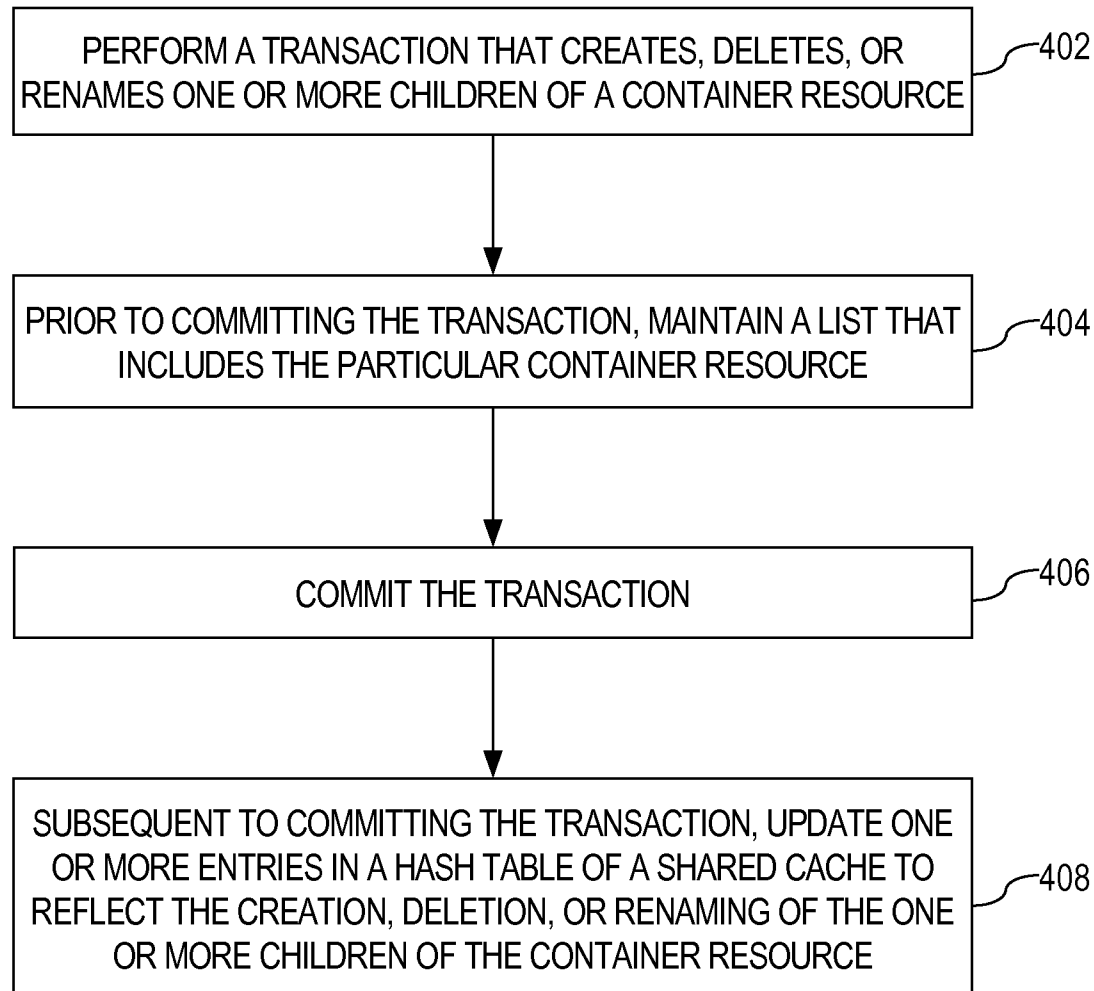 PERFORM A TRANSACTION THAT CREATES, DELETES, OR
RENAMES ONE OR MORE CHILDREN OF A CONTAINER RESOURCE
402
PRIOR TO COMMITTING THE TRANSACTION, MAINTAIN A LIST THAT
INCLUDES THE PARTICULAR CONTAINER RESOURCE
404
COMMIT THE TRANSACTION
406
SUBSEQUENT TO COMMITTING THE TRANSACTION, UPDATE ONE
OR MORE ENTRIES IN A HASH TABLE OF A SHARED CACHE TO
REFLECT THE CREATION, DELETION, OR RENAMING OF THE ONE
OR MORE CHILDREN OF THE CONTAINER RESOURCE
408